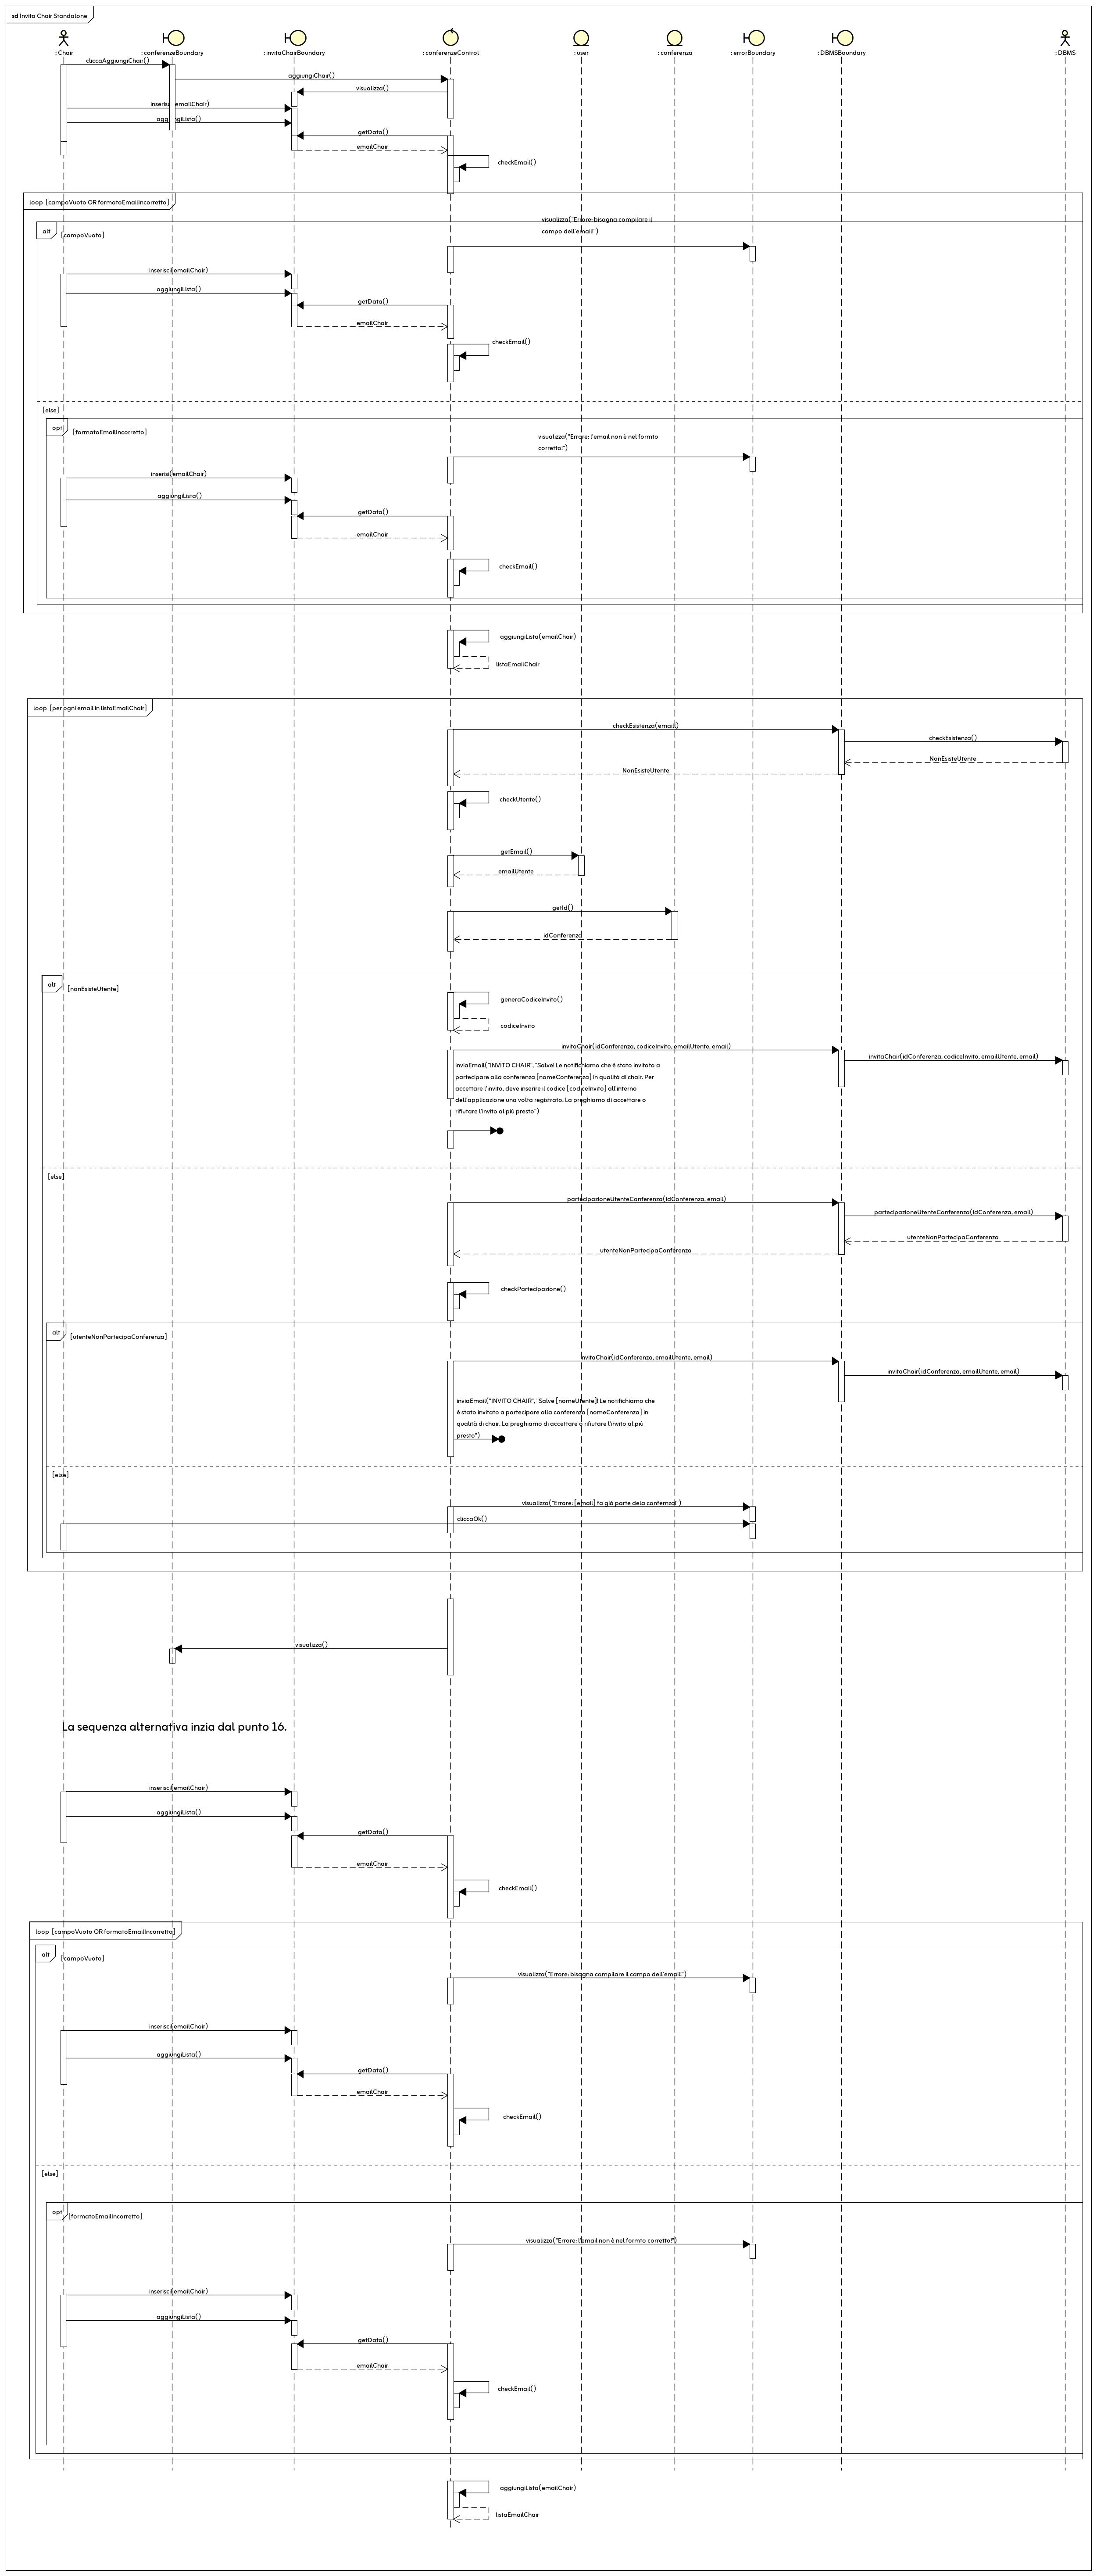 sd Invita Chair Standalone
: Chair
: conferenzeBoundary
: invitaChairBoundary
: conferenzeControl
: user
: conferenza
: errorBoundary
: DBMSBoundary
: DBMS
cliccaAggiungiChair()
aggiungiChair()
visualizza()
inserisci(emailChair)
aggiungiLista()
getData()
emailChair
checkEmail()
loop [campoVuoto OR formatoEmailIncorretto]
visualizza("Errore: bisogna compilare il
campo dell'email!")
alt
[campoVuoto]
inserisci(emailChair)
aggiungiLista()
getData()
emailChair
checkEmail()
[else]
opt
[formatoEmailIncorretto]
visualizza("Errore: l'email non è nel formto
corretto!")
inserisi(emailChair)
aggiungiLista()
getData()
emailChair
checkEmail()
aggiungiLista(emailChair)
listaEmailChair
loop [per ogni email in listaEmailChair]
checkEsistenza(email)
checkEsistenza()
NonEsisteUtente
NonEsisteUtente
checkUtente()
getEmail()
emailUtente
getId()
idConferenza
alt
[nonEsisteUtente]
generaCodiceInvito()
codiceInvito
invitaChair(idConferenza, codiceInvito, emailUtente, email)
invitaChair(idConferenza, codiceInvito, emailUtente, email)
inviaEmail("INVITO CHAIR", "Salve! Le notifichiamo che è stato invitato a
partecipare alla conferenza [nomeConferenza] in qualità di chair. Per
accettare l'invito, deve inserire il codice [codiceInvito] all'interno
dell'applicazione una volta registrato. La preghiamo di accettare o
rifiutare l'invito al più presto")
[else]
partecipazioneUtenteConferenza(idConferenza, email)
partecipazioneUtenteConferenza(idConferenza, email)
utenteNonPartecipaConferenza
utenteNonPartecipaConferenza
checkPartecipazione()
alt
[utenteNonPartecipaConferenza]
invitaChair(idConferenza, emailUtente, email)
invitaChair(idConferenza, emailUtente, email)
inviaEmail("INVITO CHAIR", "Salve [nomeUtente]! Le notifichiamo che
è stato invitato a partecipare alla conferenza [nomeConferenza] in
qualità di chair. La preghiamo di accettare o rifiutare l'invito al più
presto")
[else]
visualizza("Errore: [email] fa già parte dela confernza!")
cliccaOk()
visualizza()
La sequenza alternativa inzia dal punto 16.
inserisci(emailChair)
aggiungiLista()
getData()
emailChair
checkEmail()
loop [campoVuoto OR formatoEmailIncorretto]
alt
[campoVuoto]
visualizza("Errore: bisogna compilare il campo dell'email!")
inserisci(emailChair)
aggiungiLista()
getData()
emailChair
checkEmail()
[else]
opt
[formatoEmailIncorretto]
visualizza("Errore: l'email non è nel formto corretto!")
inserisci(emailChair)
aggiungiLista()
getData()
emailChair
checkEmail()
aggiungiLista(emailChair)
listaEmailChair